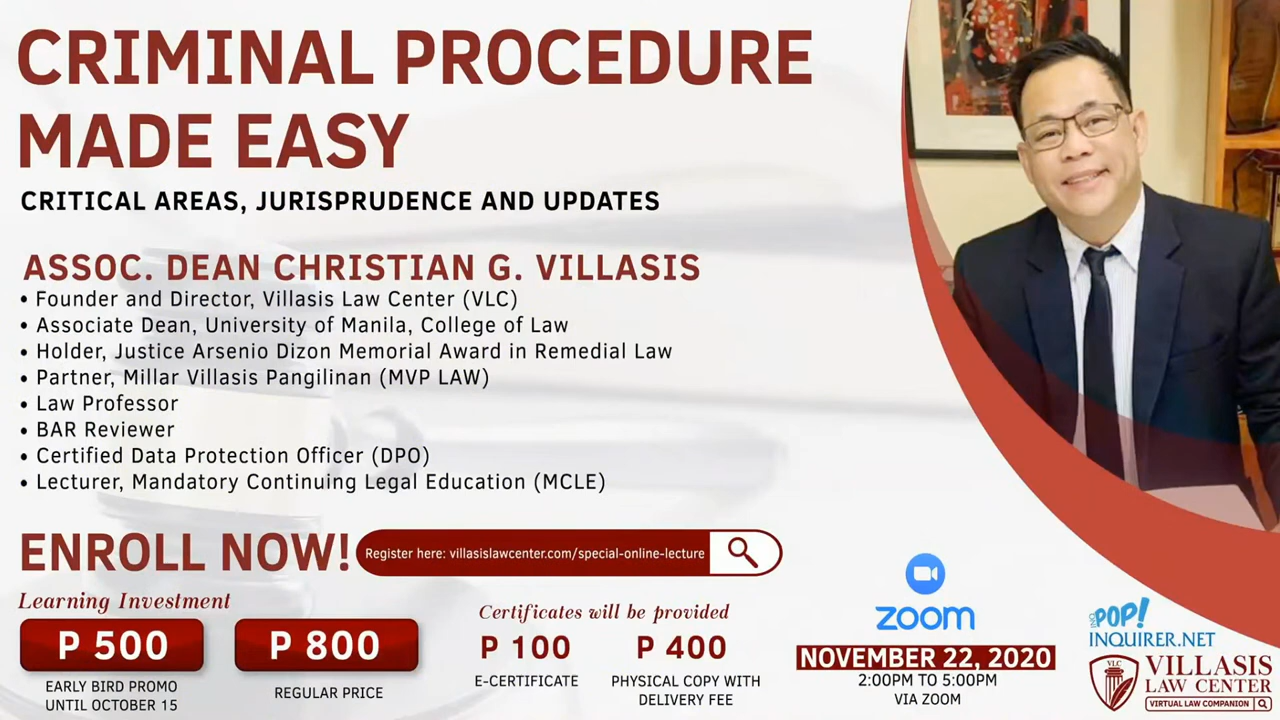 CRIMINAL PROCEDURE
MADE EASY
CRITICAL AREAS, JURISPRUDENCE AND UPDATES
ASSOC. DEAN CHRISTIAN G. VILLASIS
• Founder and Director, Villasis Law Center (VLC)
• Associate Dean, University of Manila, College of Law
• Holder, Justice Arsenio Dizon Memorial Award in Remedial Law
• Partner, Millar Villasis Pangilinan (MVP LAW)
• Law Professor
• BAR Reviewer
• Certified Data Protection Officer (DPO)
• Lecturer, Mandatory Continuing Legal Education (MCLE)
ENROLL NOW!
Register here: villasislawcenter.com/special-online-lecture
Learning Investment
P 500
EARLY BIRD PROMO
UNTIL OCTOBER 15
P 800
REGULAR PRICE
Certificates will be provided
P 100
E-CERTIFICATE
P 400
PHYSICAL COPY WITH
DELIVERY FEE
zoom
NOVEMBER 22, 2020
2:00PM TO 5:00PM
VIA ZOOM
INQ POP!
INQUIRER.NET
VLC
VILLASIS
LAW CENTER
VIRTUAL LAW COMPANION